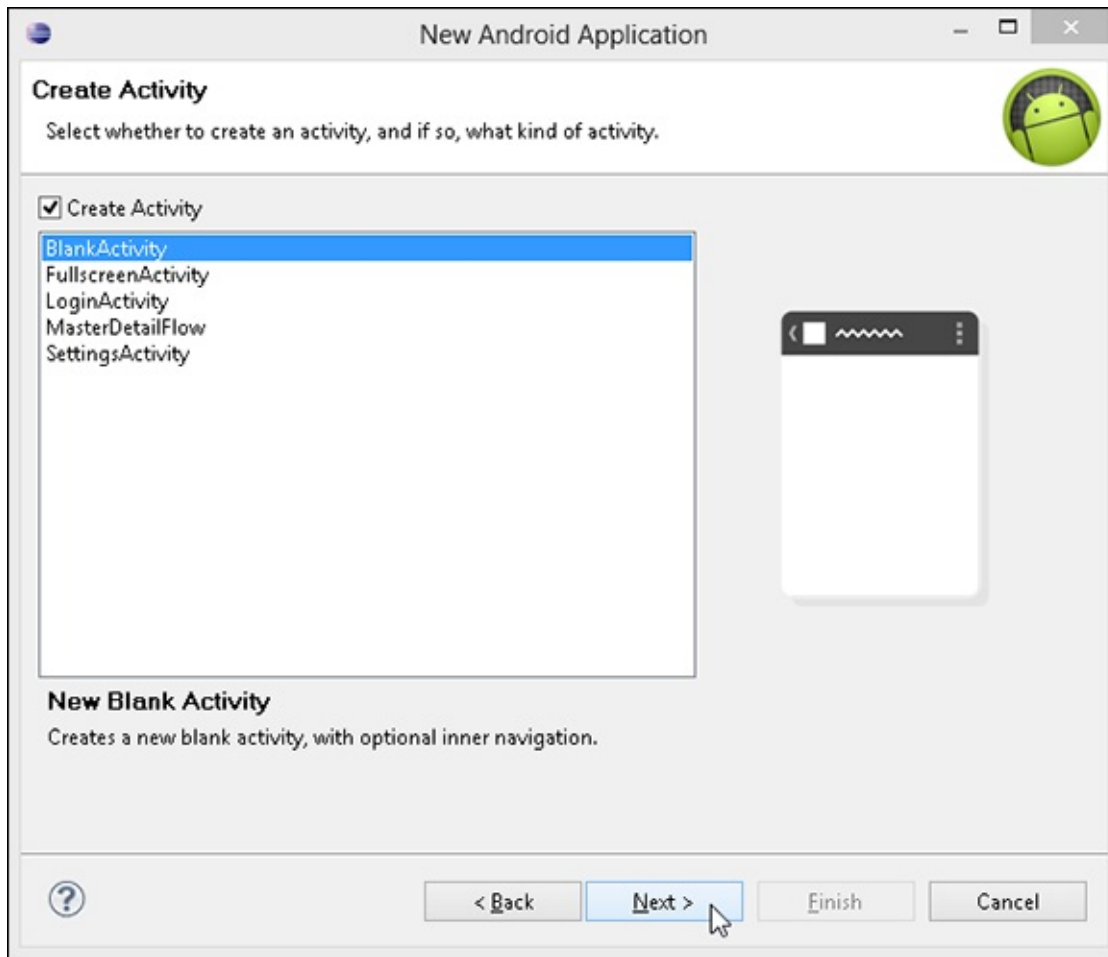 New Android Application
Create Activity
Select whether to create an activity, and if so, what kind of activity.
Create Activity
BlankActivity
FullscreenActivity
LoginActivity
MasterDetailFlow
SettingsActivity
New Blank Activity
Creates a new blank activity, with optional inner navigation.
?
< Back
Next >
Finish
Cancel